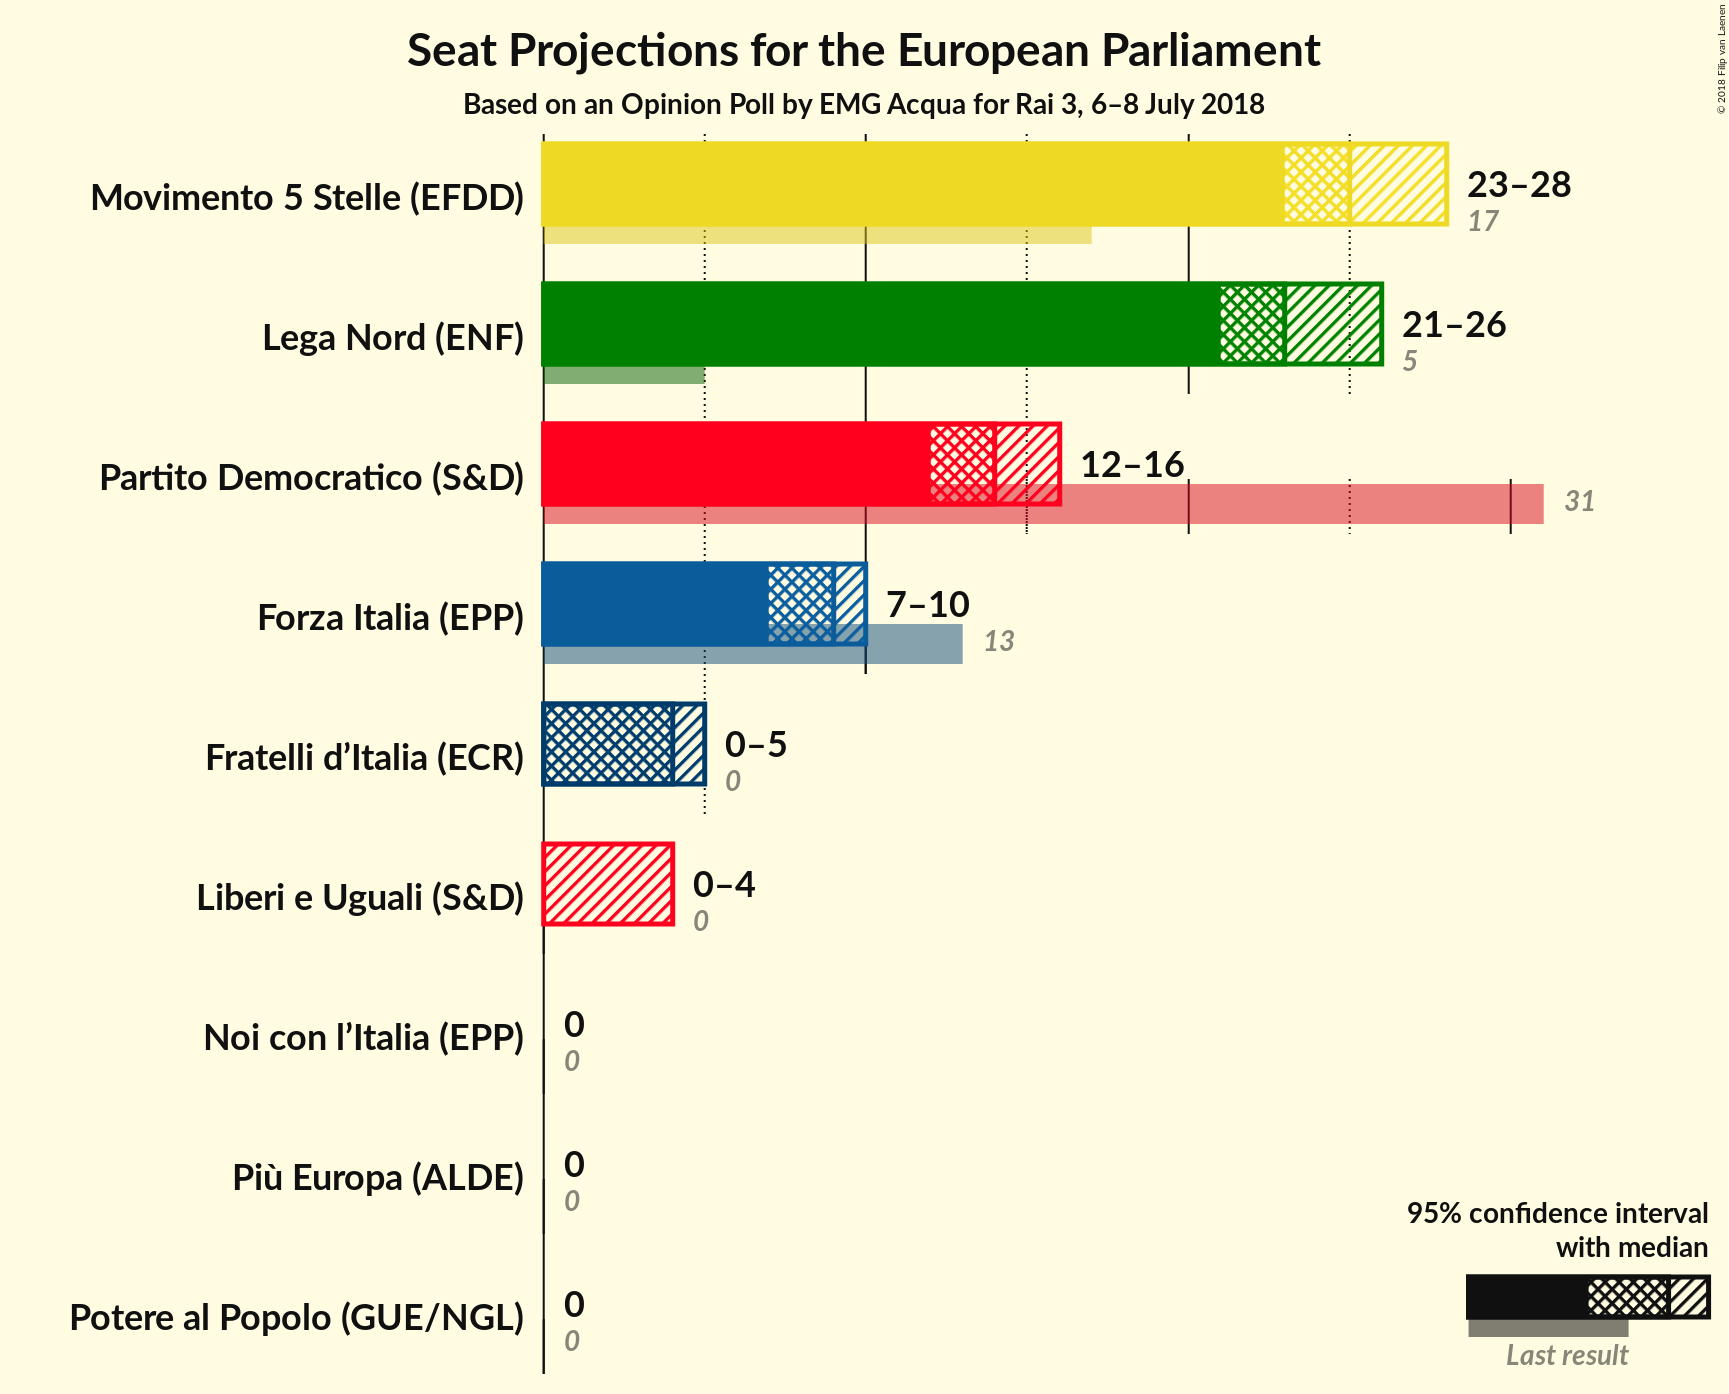 Seat Projections for the European Parliament
Based on an Opinion Poll by EMG Acqua for Rai 3, 6–8 July 2018
© 2018 Filip van Laenen
Movimento 5 Stelle (EFDD)
23–28
17
Lega Nord (ENF)
21–26
5
Partito Democratico (S&D)
12–16
31
Forza Italia (EPP)
7–10
13
Fratelli d’Italia (ECR)
0–5
0
Liberi e Uguali (S&D)
0–4
0
Noi con l’Italia (EPP)
0
0
Più Europa (ALDE)
0
0
Potere al Popolo (GUE/NGL)
0
0
95% confidence interval
with median
Last result